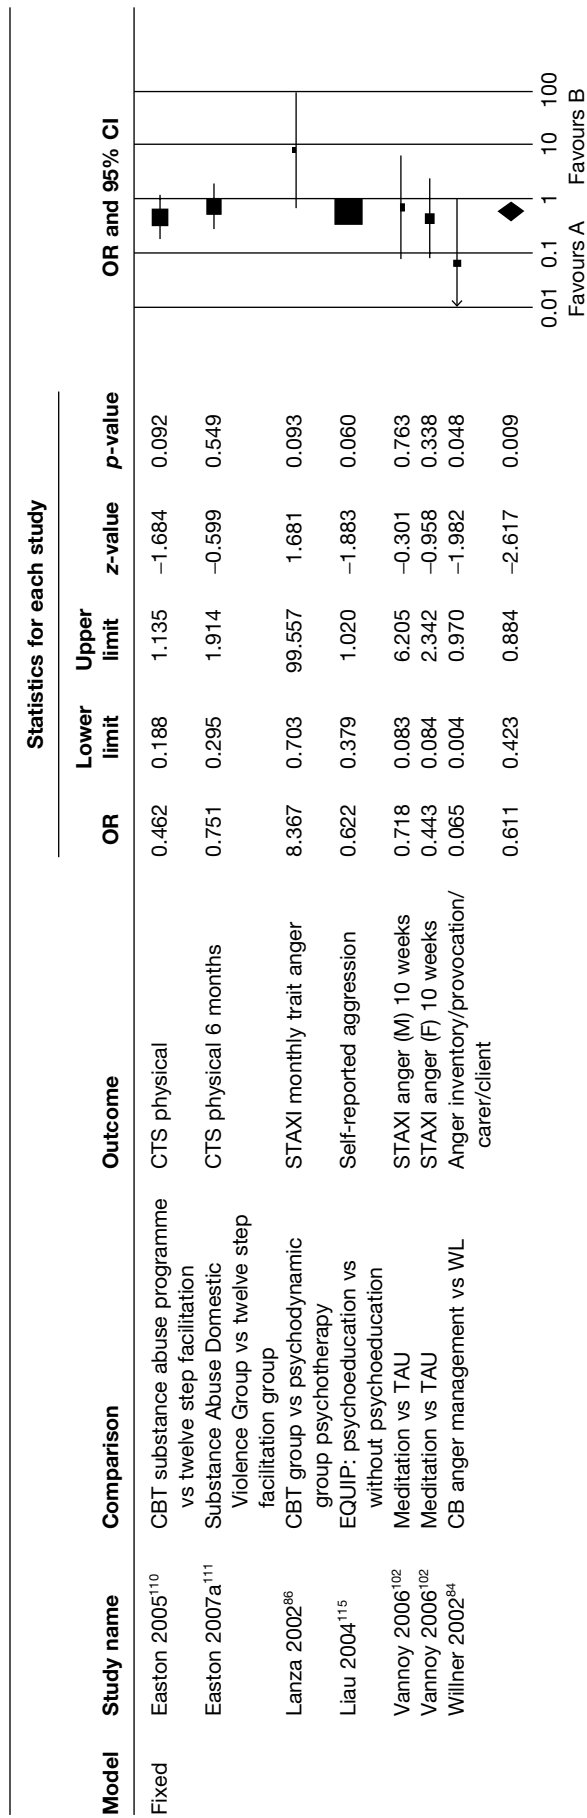 Statistics for each study
Model Study name Comparison Outcome OR Lower limit Upper limit z-value p-value OR and 95% CI
Fixed Easton 2005110 CBT substance abuse programme CTS physical 0.462 0.188 1.135 −1.684 0.092
vs twelve step facilitation
Easton 2007a111 Substance Abuse Domestic CTS physical 6 months 0.751 0.295 1.914 −0.599 0.549
Violence Group vs twelve step
facilitation group
Lanza 200286 CBT group vs psychodynamic STAXI monthly trait anger 8.367 0.703 99.557 1.681 0.093
group psychotherapy
Liau 2004115 EQUIP: psychoeducation vs Self-reported aggression 0.622 0.379 1.020 −1.883 0.060
without psychoeducation
Vannoy 2006102 Meditation vs TAU STAXI anger (M) 10 weeks 0.718 0.083 6.205 −0.301 0.763
Vannoy 2006102 Meditation vs TAU STAXI anger (F) 10 weeks 0.443 0.084 2.342 −0.958 0.338
Willner 200284 CB anger management vs WL Anger inventory/provocation/ 0.065 0.004 0.970 −1.982 0.048
carer/client
0.611 0.423 0.884 −2.617 0.009
0.01 0.1 1 10 100
Favours A Favours B